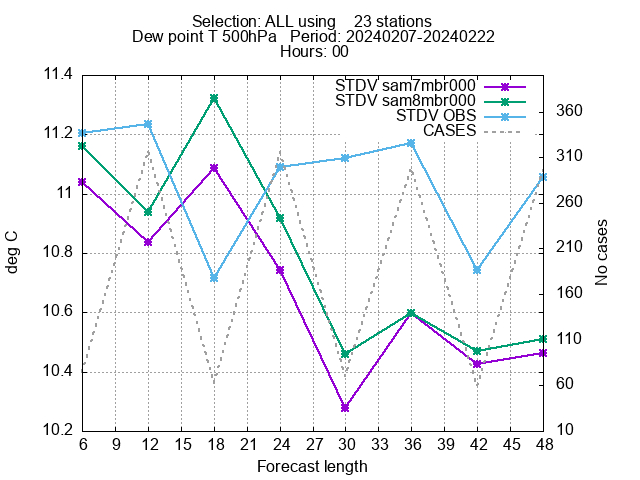 Selection: ALL using    23 stations
Dew point T 500hPa   Period: 20240207-20240222
Hours: 00
STDV sam7mbr000
STDV sam8mbr000
STDV OBS
CASES
11.4
11.2
11
10.8
10.6
10.4
10.2
deg C
360
310
260
210
160
110
60
10
No cases
6 9 12 15 18 21 24 27 30 33 36 39 42 45 48
Forecast length